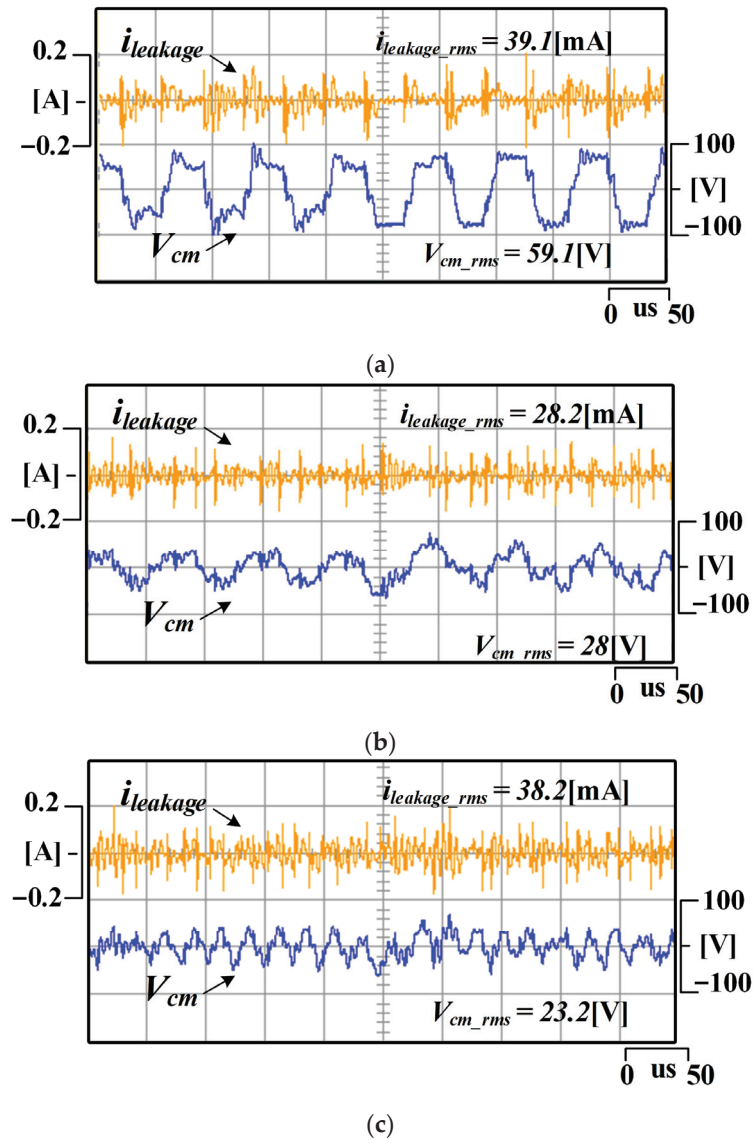 0.2
[A]
−0.2
i_leakage
i_leakage_rms = 39.1[mA]
100
[V]
−100
V_cm
V_cm_rms = 59.1[V]
0 us 50
(a)
0.2
[A]
−0.2
i_leakage
i_leakage_rms = 28.2[mA]
100
[V]
−100
V_cm
V_cm_rms = 28[V]
0 us 50
(b)
0.2
[A]
−0.2
i_leakage
i_leakage_rms = 38.2[mA]
100
[V]
−100
V_cm
V_cm_rms = 23.2[V]
0 us 50
(c)